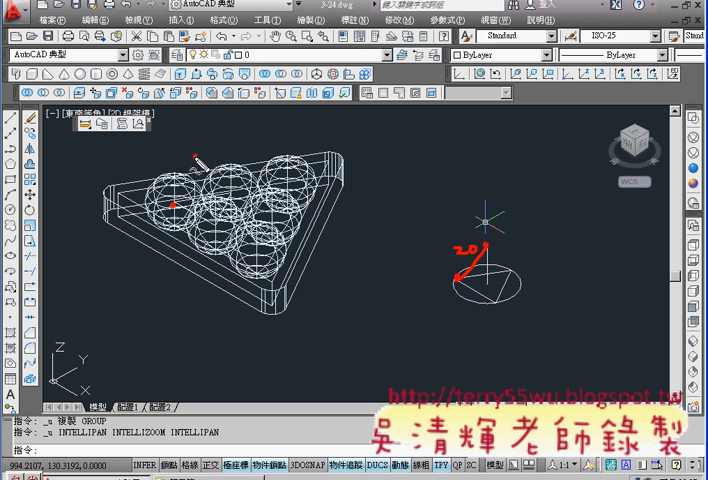 AutoCAD 典型
3-24.dwg
鍵入關鍵字或詞組
登入
檔案(F) 編輯(E) 檢視(V) 插入(I) 格式(O) 工具(T) 繪製(D) 標註(N) 修改(M) 參數式(P) 視窗(W) 說明(H)
Standard
ISO-25
AutoCAD 典型
0
ByLayer
ByLayer
[-] [東南等角] [2D 線架構]
WCS
20
Z
Y
X
模型 配置1 配置2
http://terry55wu.blogspot.tw
吳清輝老師錄製
指令: _u 複製 GROUP
指令: _u INTELLIPAN INTELLIZOOM INTELLIPAN
指令:
994.2107, 130.3192, 0.0000 INFER 鎖點 格線 正交 極座標 物件鎖點 3DOSNAP 物件追蹤 DUCS 動態 線粗 TPY QP SC 模型 1:1